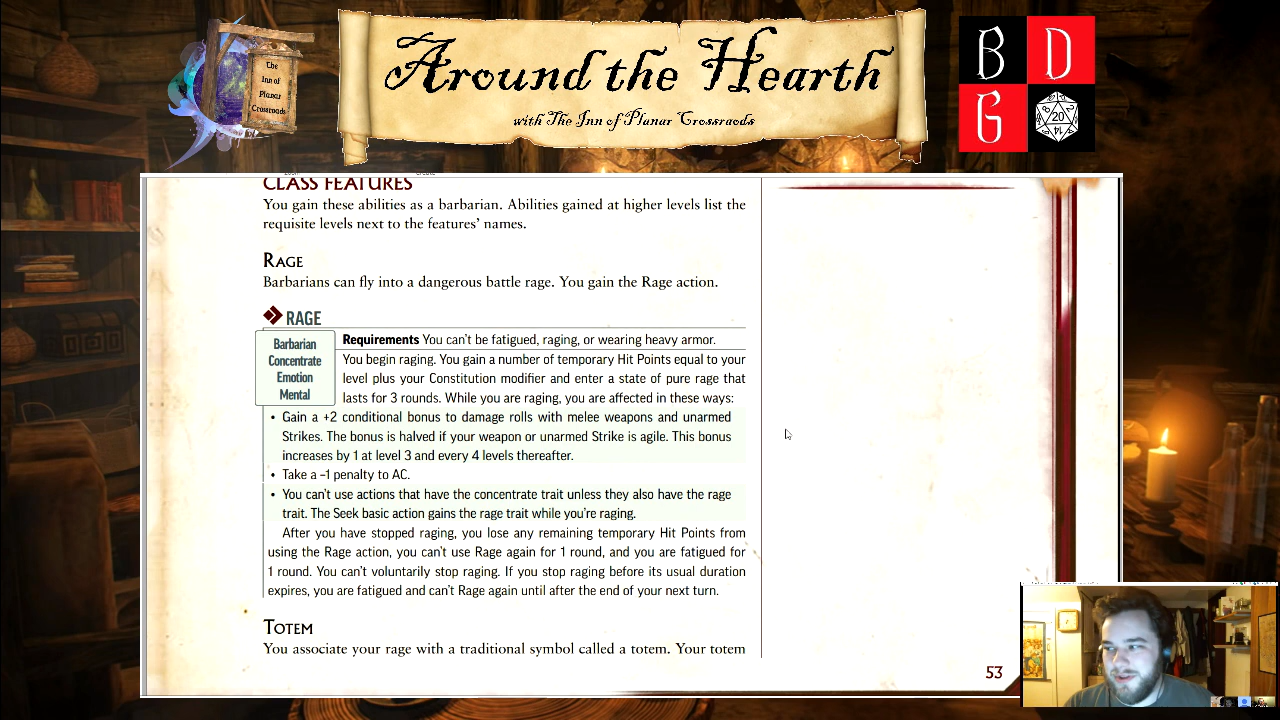 The
Inn of
Planar
Crossroads
Around the Hearth
with The Inn of Planar Crossraods
B D
G 20
14
CLASS FEATURES
You gain these abilities as a barbarian. Abilities gained at higher levels list the
requisite levels next to the features' names.
RAGE
Barbarians can fly into a dangerous battle rage. You gain the Rage action.
RAGE
Barbarian
Concentrate
Emotion
Mental
Requirements You can't be fatigued, raging, or wearing heavy armor.
You begin raging. You gain a number of temporary Hit Points equal to your
level plus your Constitution modifier and enter a state of pure rage that
lasts for 3 rounds. While you are raging, you are affected in these ways:
• Gain a +2 conditional bonus to damage rolls with melee weapons and unarmed
Strikes. The bonus is halved if your weapon or unarmed Strike is agile. This bonus
increases by 1 at level 3 and every 4 levels thereafter.
• Take a –1 penalty to AC.
• You can't use actions that have the concentrate trait unless they also have the rage
trait. The Seek basic action gains the rage trait while you're raging.
After you have stopped raging, you lose any remaining temporary Hit Points from
using the Rage action, you can't use Rage again for 1 round, and you are fatigued for
1 round. You can't voluntarily stop raging. If you stop raging before its usual duration
expires, you are fatigued and can't Rage again until after the end of your next turn.
TOTEM
You associate your rage with a traditional symbol called a totem. Your totem
53